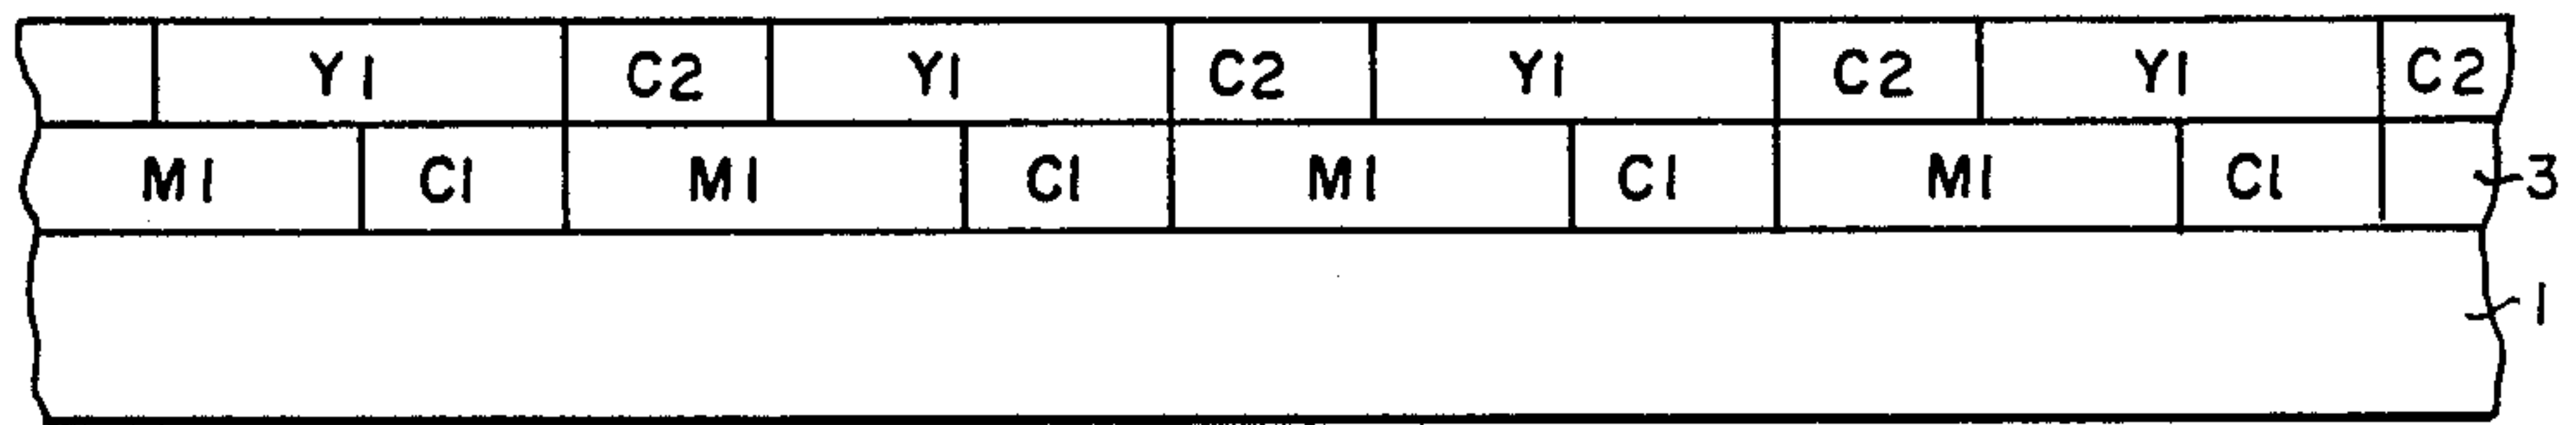 Y1 C2 Y1 C2 Y1 C2 Y1 C2
M1 C1 M1 C1 M1 C1 M1 C1 3
1